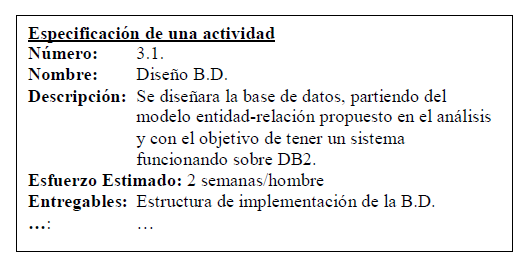 Especificación de una actividad
Número: 3.1.
Nombre: Diseño B.D.
Descripción: Se diseñara la base de datos, partiendo del
modelo entidad-relación propuesto en el análisis
y con el objetivo de tener un sistema
funcionando sobre DB2.
Esfuerzo Estimado: 2 semanas/hombre
Entregables: Estructura de implementación de la B.D.
…: …